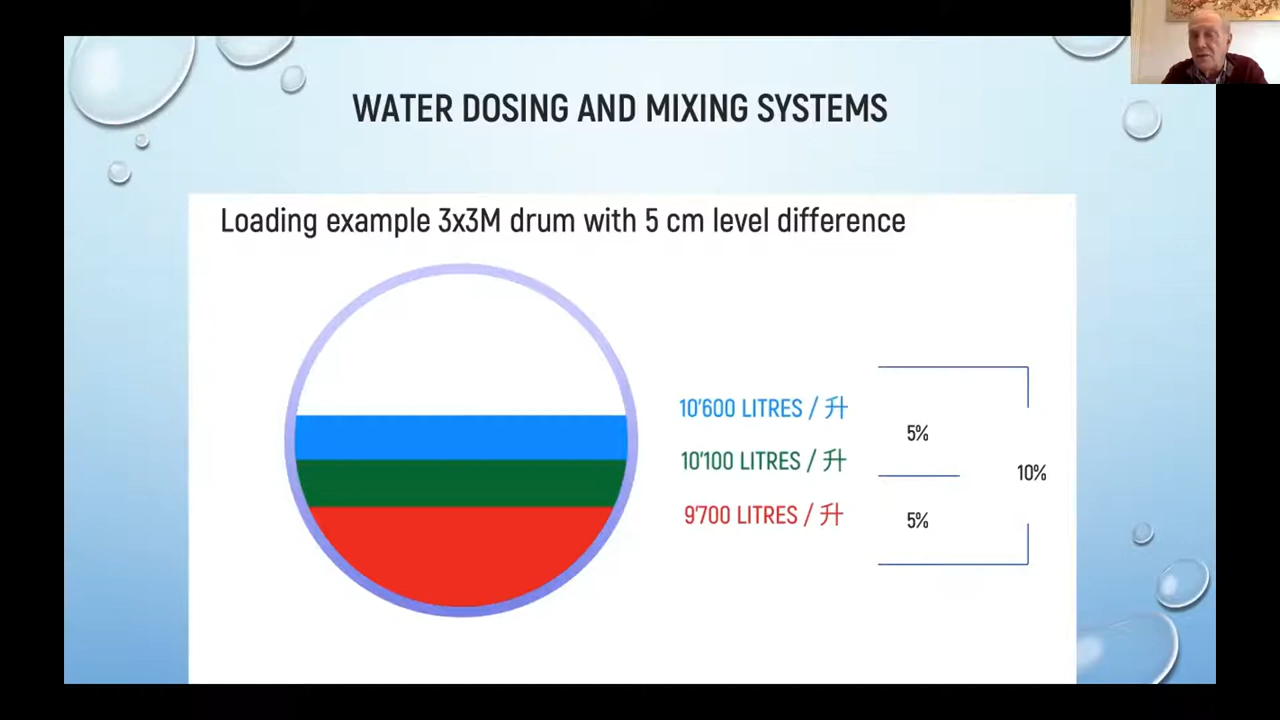 WATER DOSING AND MIXING SYSTEMS
Loading example 3x3M drum with 5 cm level difference
10'600 LITRES / 升
5%
10'100 LITRES / 升
10%
9'700 LITRES / 升
5%